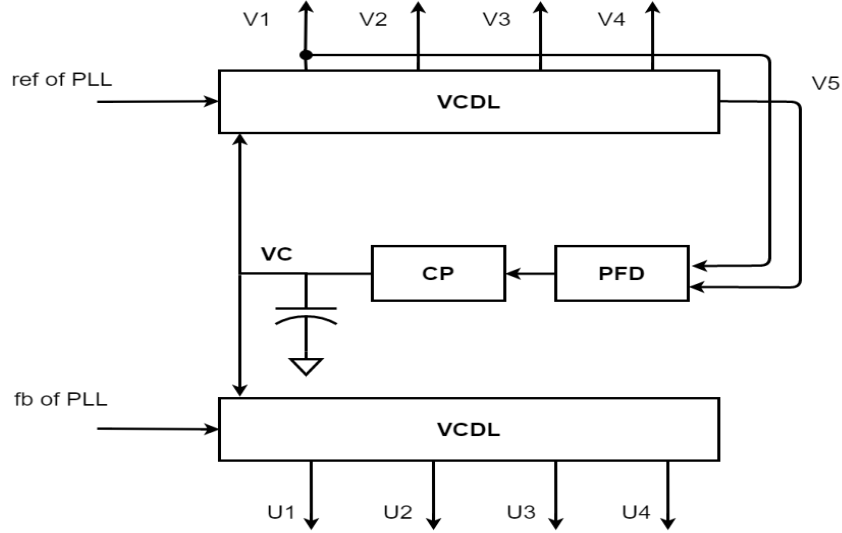 V1
V2
V3
V4
ref of PLL
VCDL
V5
VC
CP
PFD
fb of PLL
VCDL
U1
U2
U3
U4